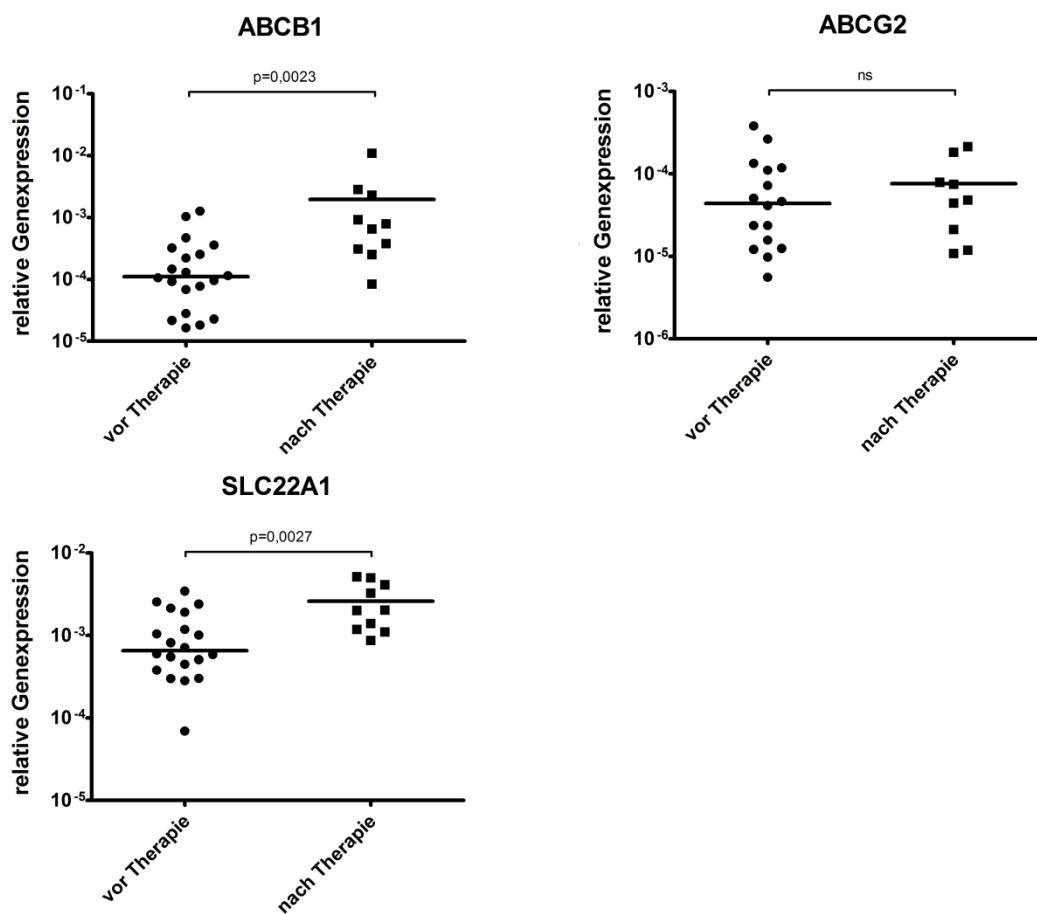 ABCB1
p=0,0023
relative Genexpression
10⁻¹
10⁻²
10⁻³
10⁻⁴
10⁻⁵
vor Therapie
nach Therapie
ABCG2
ns
relative Genexpression
10⁻³
10⁻⁴
10⁻⁵
10⁻⁶
vor Therapie
nach Therapie
SLC22A1
p=0,0027
relative Genexpression
10⁻²
10⁻³
10⁻⁴
10⁻⁵
vor Therapie
nach Therapie